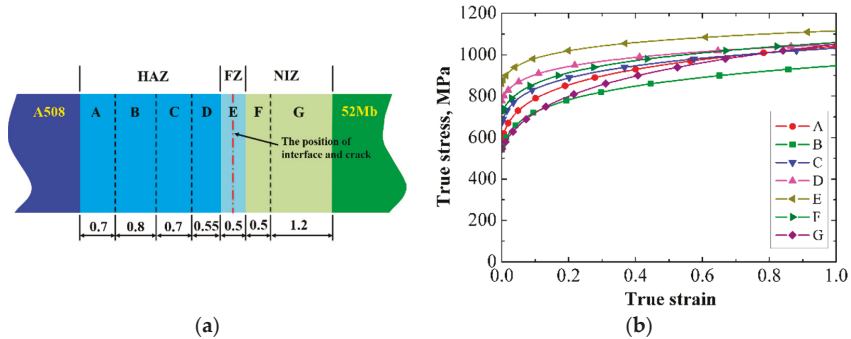 HAZ
FZ
NIZ
A508
A
B
C
D
E
F
G
52Mb
The position of
interface and crack
0.7
0.8
0.7
0.55
0.5
0.5
1.2
(a)
b
True stress, MPa
1200
1000
800
600
400
200
0
0.0
0.2
0.4
0.6
0.8
1.0
True strain
A
B
C
D
E
F
G
(b)